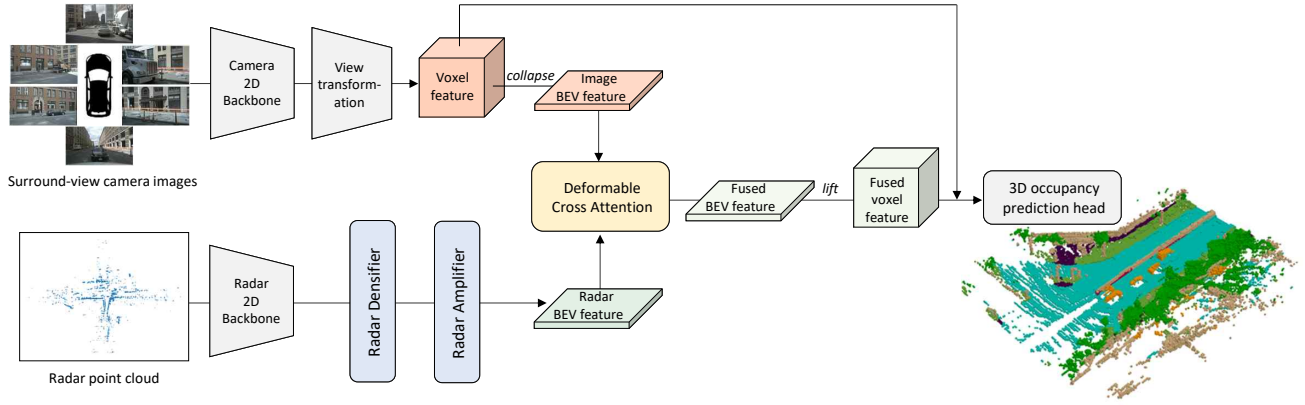 Surround-view camera images
Camera
2D
Backbone
View
transform-
ation
Voxel
feature
collapse
Image
BEV feature
Deformable
Cross Attention
Fused
BEV feature
lift
Fused
voxel
feature
3D occupancy
prediction head
Radar point cloud
Radar
2D
Backbone
Radar Densifier
Radar Amplifier
Radar
BEV feature